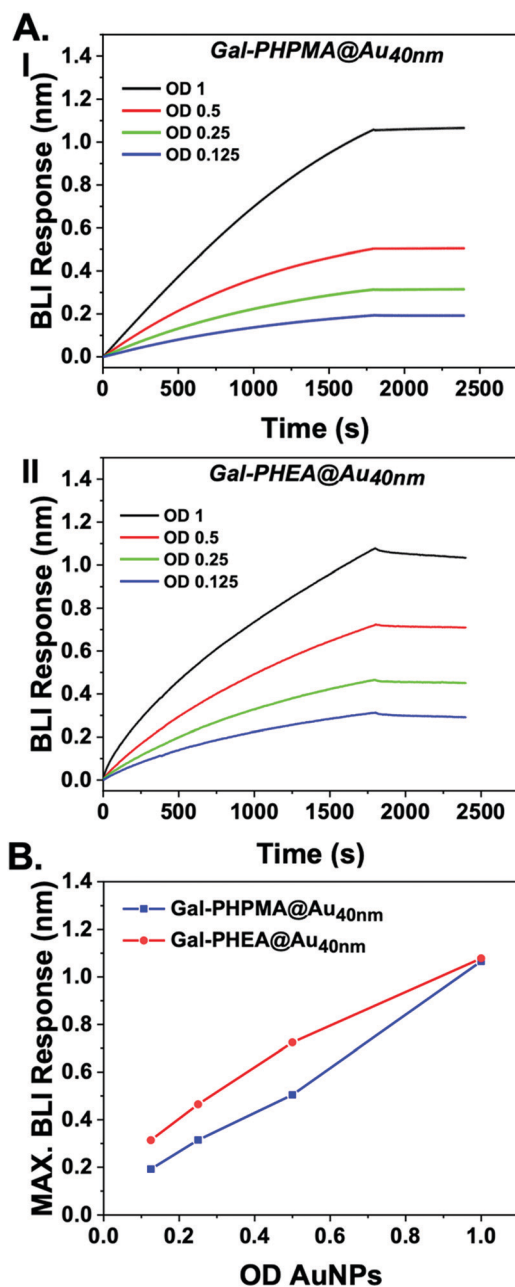 A.
I
Gal-PHPMA@Au40nm
OD 1
OD 0.5
OD 0.25
OD 0.125
BLI Response (nm)
1.4
1.2
1.0
0.8
0.6
0.4
0.2
0.0
0 500 1000 1500 2000 2500
Time (s)
II
Gal-PHEA@Au40nm
OD 1
OD 0.5
OD 0.25
OD 0.125
BLI Response (nm)
1.4
1.2
1.0
0.8
0.6
0.4
0.2
0.0
0 500 1000 1500 2000 2500
Time (s)
B.
Gal-PHPMA@Au40nm
Gal-PHEA@Au40nm
MAX. BLI Response (nm)
1.4
1.2
1.0
0.8
0.6
0.4
0.2
0.0
0.2 0.4 0.6 0.8 1.0
OD AuNPs